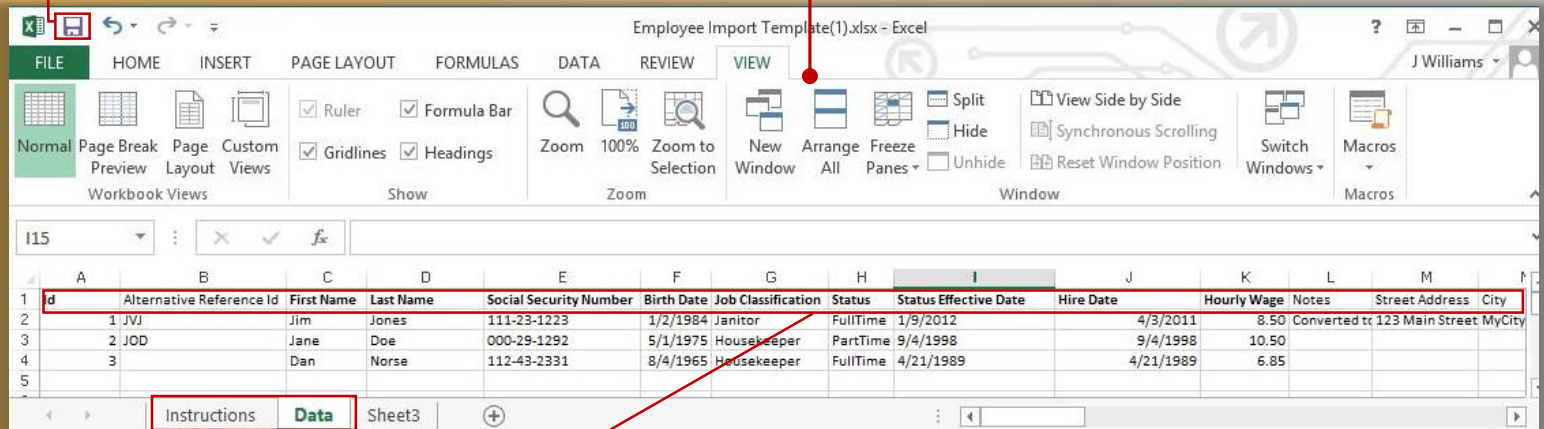 Employee Import Template(1).xlsx - Excel ?
FILE HOME INSERT PAGE LAYOUT FORMULAS DATA REVIEW VIEW J Williams
Normal Page Break Preview Page Layout Custom Views
Ruler Formula Bar
Gridlines Headings
Zoom 100% Zoom to Selection
New Window Arrange All Freeze Panes
Split
Hide
Unhide
View Side by Side
Synchronous Scrolling
Reset Window Position
Switch Windows
Macros
Workbook Views Show Zoom Window Macros
I15 fx
A B C D E F G H I J K L M N
1 Id Alternative Reference Id First Name Last Name Social Security Number Birth Date Job Classification Status Status Effective Date Hire Date Hourly Wage Notes Street Address City
2 1 JVJ Jim Jones 111-23-1223 1/2/1984 Janitor FullTime 1/9/2012 4/3/2011 8.50 Converted to 123 Main Street MyCity
3 2 JOD Jane Doe 000-29-1292 5/1/1975 Housekeeper PartTime 9/4/1998 9/4/1998 10.50
4 3 Dan Norse 112-43-2331 8/4/1965 Housekeeper FullTime 4/21/1989 4/21/1989 6.85
5
Instructions Data Sheet3